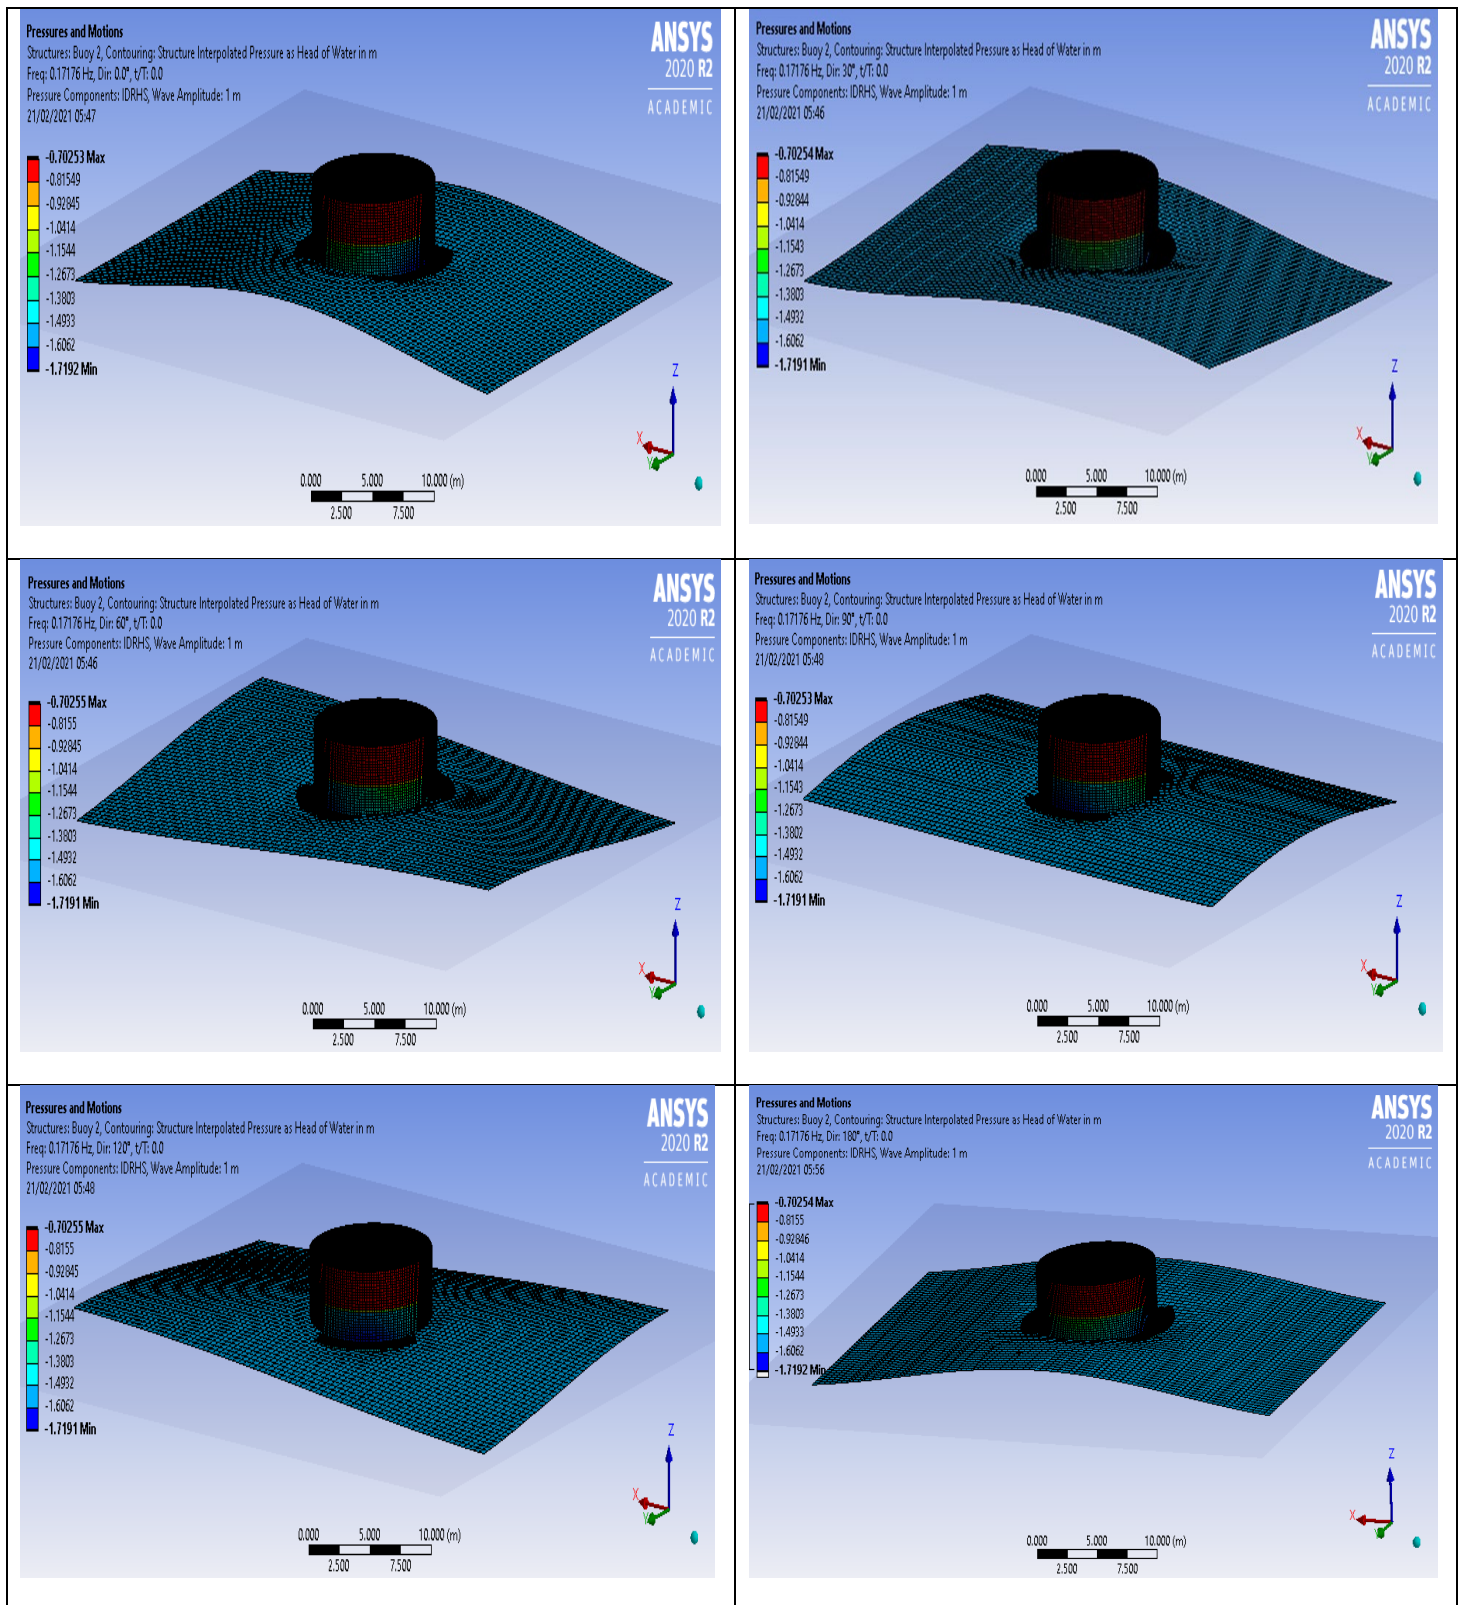 Pressures and Motions
Structures: Buoy 2, Contouring: Structure Interpolated Pressure as Head of Water in m
Freq: 0.17176 Hz, Dir: 0.0°, t/T: 0.0
Pressure Components: IDRHS, Wave Amplitude: 1 m
21/02/2021 05:47
ANSYS
2020 R2
ACADEMIC
-0.70253 Max
-0.81549
-0.92845
-1.0414
-1.1544
-1.2673
-1.3803
-1.4933
-1.6062
-1.7192 Min
Z
X
Y
0.000 5.000 10.000 (m)
2.500 7.500
Pressures and Motions
Structures: Buoy 2, Contouring: Structure Interpolated Pressure as Head of Water in m
Freq: 0.17176 Hz, Dir: 30°, t/T: 0.0
Pressure Components: IDRHS, Wave Amplitude: 1 m
21/02/2021 05:46
ANSYS
2020 R2
ACADEMIC
-0.70254 Max
-0.81549
-0.92844
-1.0414
-1.1543
-1.2673
-1.3803
-1.4932
-1.6062
-1.7191 Min
Z
X
Y
0.000 5.000 10.000 (m)
2.500 7.500
Pressures and Motions
Structures: Buoy 2, Contouring: Structure Interpolated Pressure as Head of Water in m
Freq: 0.17176 Hz, Dir: 60°, t/T: 0.0
Pressure Components: IDRHS, Wave Amplitude: 1 m
21/02/2021 05:46
ANSYS
2020 R2
ACADEMIC
-0.70255 Max
-0.8155
-0.92845
-1.0414
-1.1544
-1.2673
-1.3803
-1.4932
-1.6062
-1.7191 Min
Z
X
Y
0.000 5.000 10.000 (m)
2.500 7.500
Pressures and Motions
Structures: Buoy 2, Contouring: Structure Interpolated Pressure as Head of Water in m
Freq: 0.17176 Hz, Dir: 90°, t/T: 0.0
Pressure Components: IDRHS, Wave Amplitude: 1 m
21/02/2021 05:48
ANSYS
2020 R2
ACADEMIC
-0.70253 Max
-0.81549
-0.92844
-1.0414
-1.1543
-1.2673
-1.3802
-1.4932
-1.6062
-1.7191 Min
Z
X
Y
0.000 5.000 10.000 (m)
2.500 7.500
Pressures and Motions
Structures: Buoy 2, Contouring: Structure Interpolated Pressure as Head of Water in m
Freq: 0.17176 Hz, Dir: 120°, t/T: 0.0
Pressure Components: IDRHS, Wave Amplitude: 1 m
21/02/2021 05:48
ANSYS
2020 R2
ACADEMIC
-0.70255 Max
-0.8155
-0.92845
-1.0414
-1.1544
-1.2673
-1.3803
-1.4932
-1.6062
-1.7191 Min
Z
X
Y
0.000 5.000 10.000 (m)
2.500 7.500
Pressures and Motions
Structures: Buoy 2, Contouring: Structure Interpolated Pressure as Head of Water in m
Freq: 0.17176 Hz, Dir: 180°, t/T: 0.0
Pressure Components: IDRHS, Wave Amplitude: 1 m
21/02/2021 05:56
ANSYS
2020 R2
ACADEMIC
-0.70254 Max
-0.8155
-0.92846
-1.0414
-1.1544
-1.2673
-1.3803
-1.4933
-1.6062
-1.7192 Min
Z
X
Y
0.000 5.000 10.000 (m)
2.500 7.500